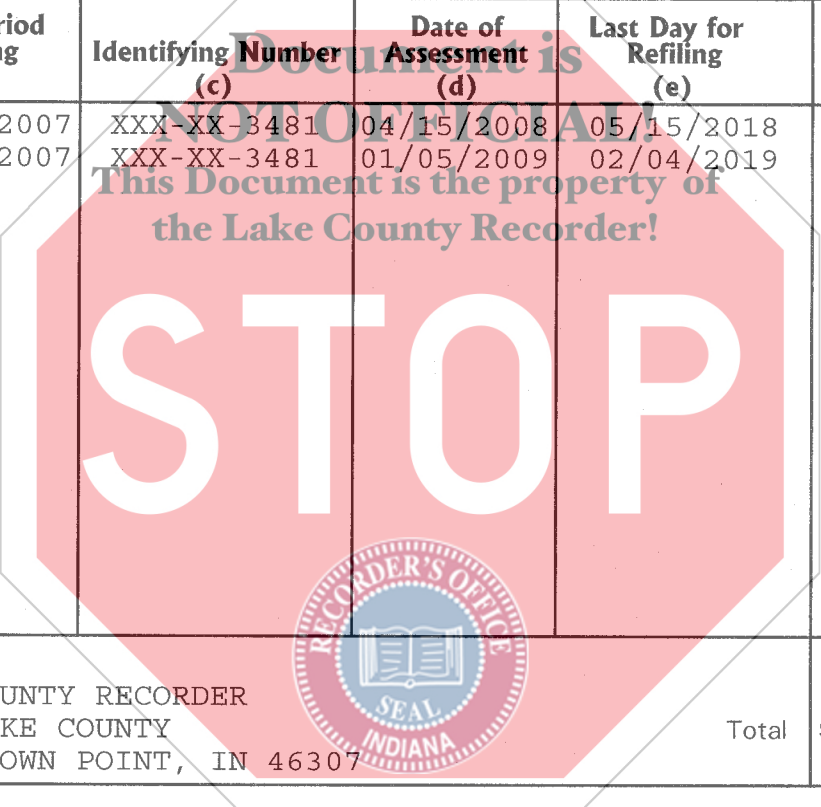 riod
ng
Identifying Number
(c)
Date of
Assessment
(d)
Last Day for
Refiling
(e)
2007 XXX-XX-3481 04/15/2008 05/15/2018
2007 XXX-XX-3481 01/05/2009 02/04/2019
Document is
NOT OFFICIAL!
This Document is the property of
the Lake County Recorder!
STOP
RECORDER'S OFFICE
SEAL
INDIANA
UNTY RECORDER
KE COUNTY
OWN POINT, IN 46307
Total